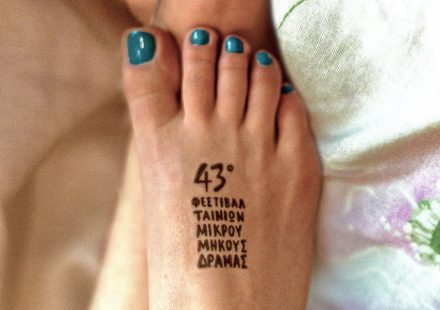 43°
ΦΕΣΤΙΒΑΛ
ΤΑΙΝΙΩΝ
ΜΙΚΡΟΥ
ΜΗΚΟΥΣ
ΔΡΑΜΑΣ